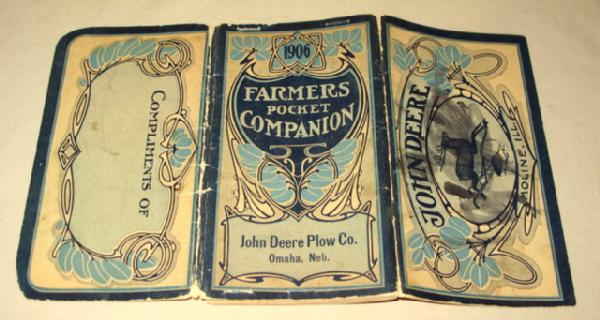 COMPLIMENTS OF
1906
FARMERS
POCKET
COMPANION
John Deere Plow Co.
Omaha, Neb.
JOHN DEERE
MOLINE, ILL.